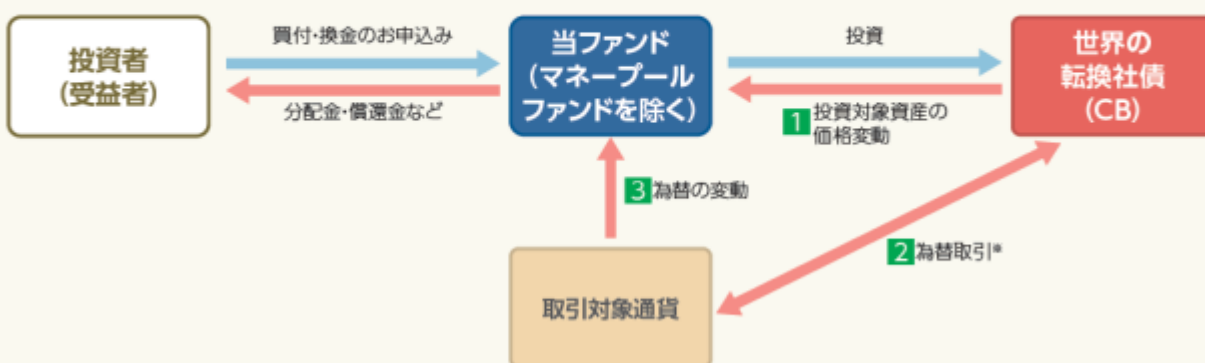 投資者
(受益者)
買付・換金のお申込み
分配金・償還金など
当ファンド
(マネープール
ファンドを除く)
投資
1 投資対象資産の
価格変動
世界の
転換社債
(CB)
3 為替の変動
2 為替取引*
取引対象通貨